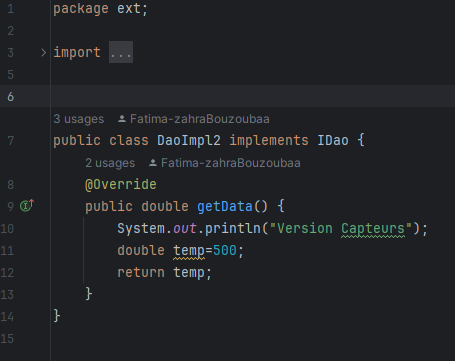 1 package ext;
2
3 import ...
5
6
3 usages Fatima-zahraBouzoubaa
7 public class DaoImpl2 implements IDao {
2 usages Fatima-zahraBouzoubaa
8 @Override
9 public double getData() {
10 System.out.println("Version Capteurs");
11 double temp=500;
12 return temp;
13 }
14 }
15